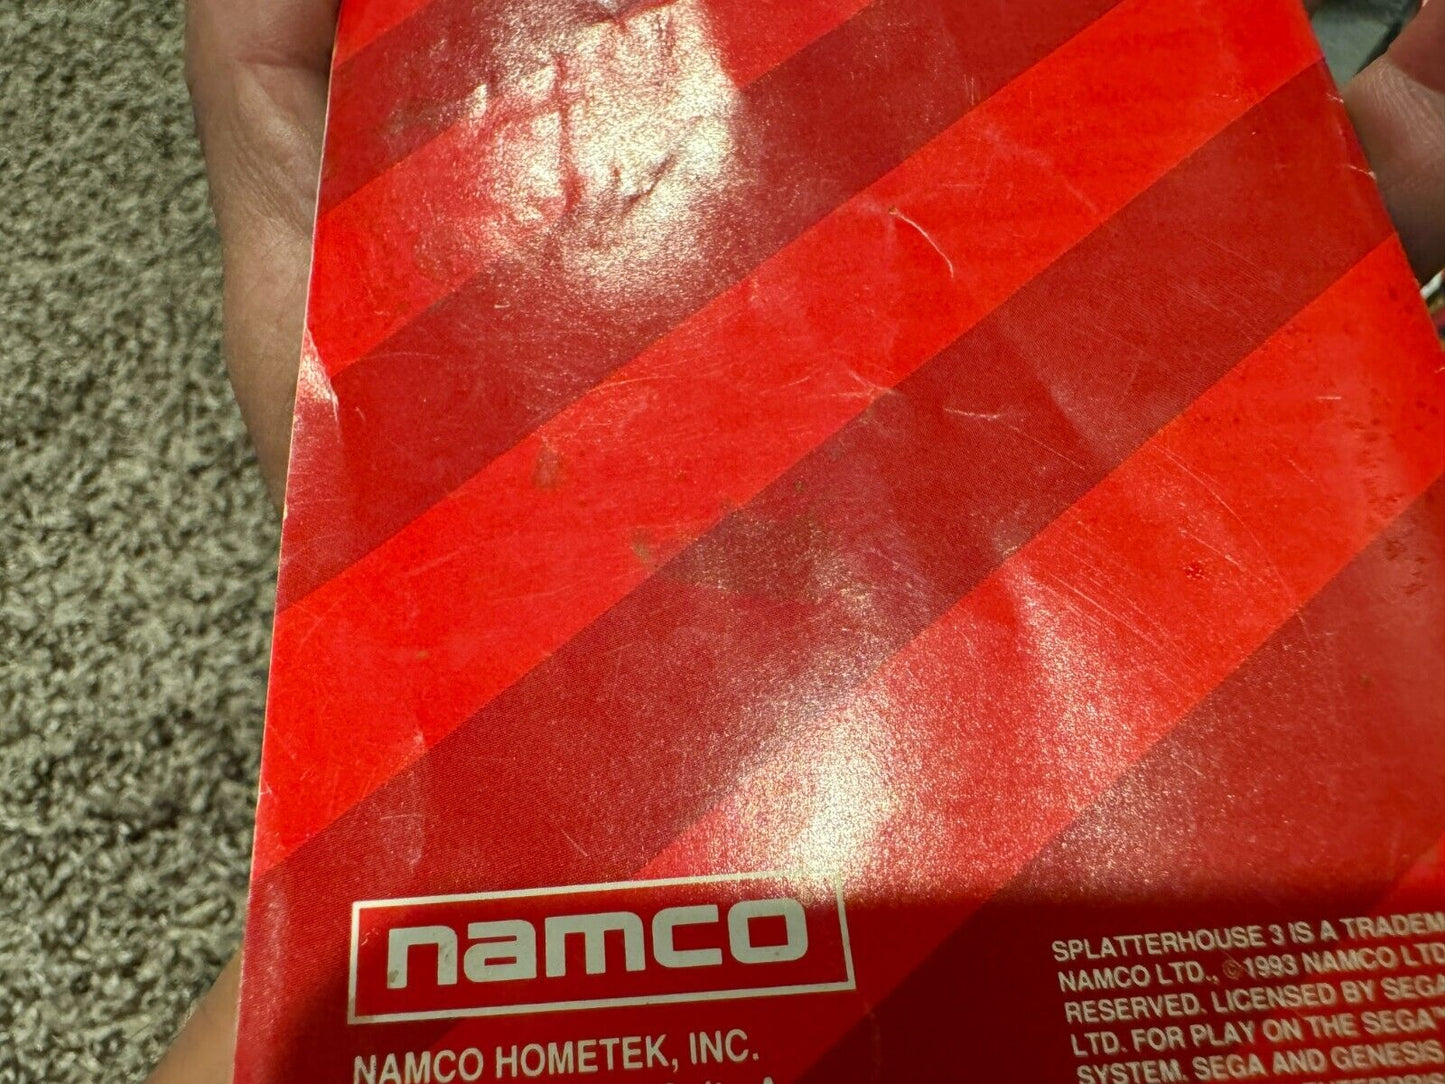 namco
NAMCO HOMETEK, INC.
SPLATTERHOUSE 3 IS A TRADEM
NAMCO LTD., ©1993 NAMCO LTD
RESERVED. LICENSED BY SEGA
LTD. FOR PLAY ON THE SEGA™
SYSTEM. SEGA AND GENESIS